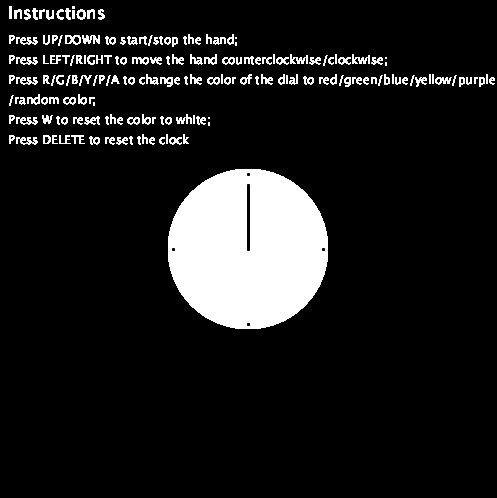 Instructions
Press UP/DOWN to start/stop the hand;
Press LEFT/RIGHT to move the hand counterclockwise/clockwise;
Press R/G/B/Y/P/A to change the color of the dial to red/green/blue/yellow/purple
/random color;
Press W to reset the color to white;
Press DELETE to reset the clock